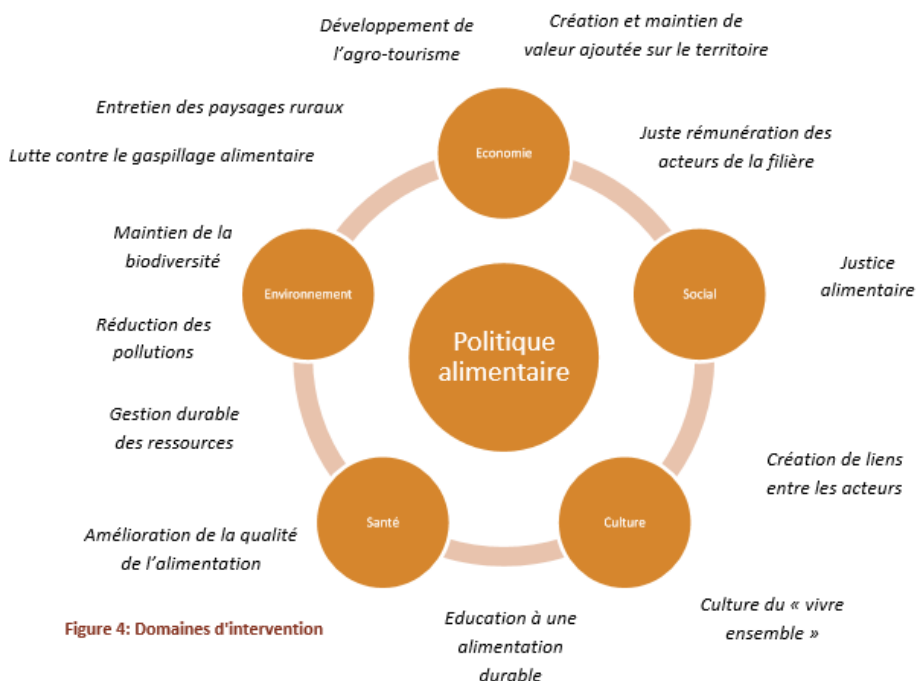 Développement de
l’agro-tourisme
Création et maintien de
valeur ajoutée sur le territoire
Entretien des paysages ruraux
Lutte contre le gaspillage alimentaire
Economie
Juste rémunération des
acteurs de la filière
Maintien de la
biodiversité
Environnement
Social
Justice
alimentaire
Réduction des
pollutions
Politique
alimentaire
Gestion durable
des ressources
Création de liens
entre les acteurs
Santé
Culture
Amélioration de la qualité
de l’alimentation
Culture du « vivre
ensemble »
Education à une
alimentation
durable
Figure 4: Domaines d'intervention